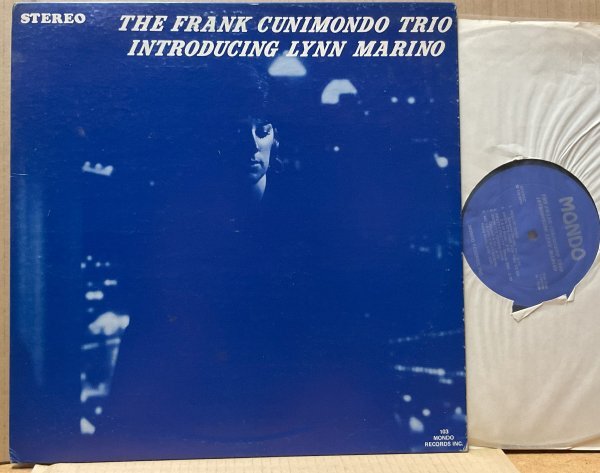 STEREO
THE FRANK CUNIMONDO TRIO
INTRODUCING LYNN MARINO
103
MONDO
RECORDS INC.
MONDO